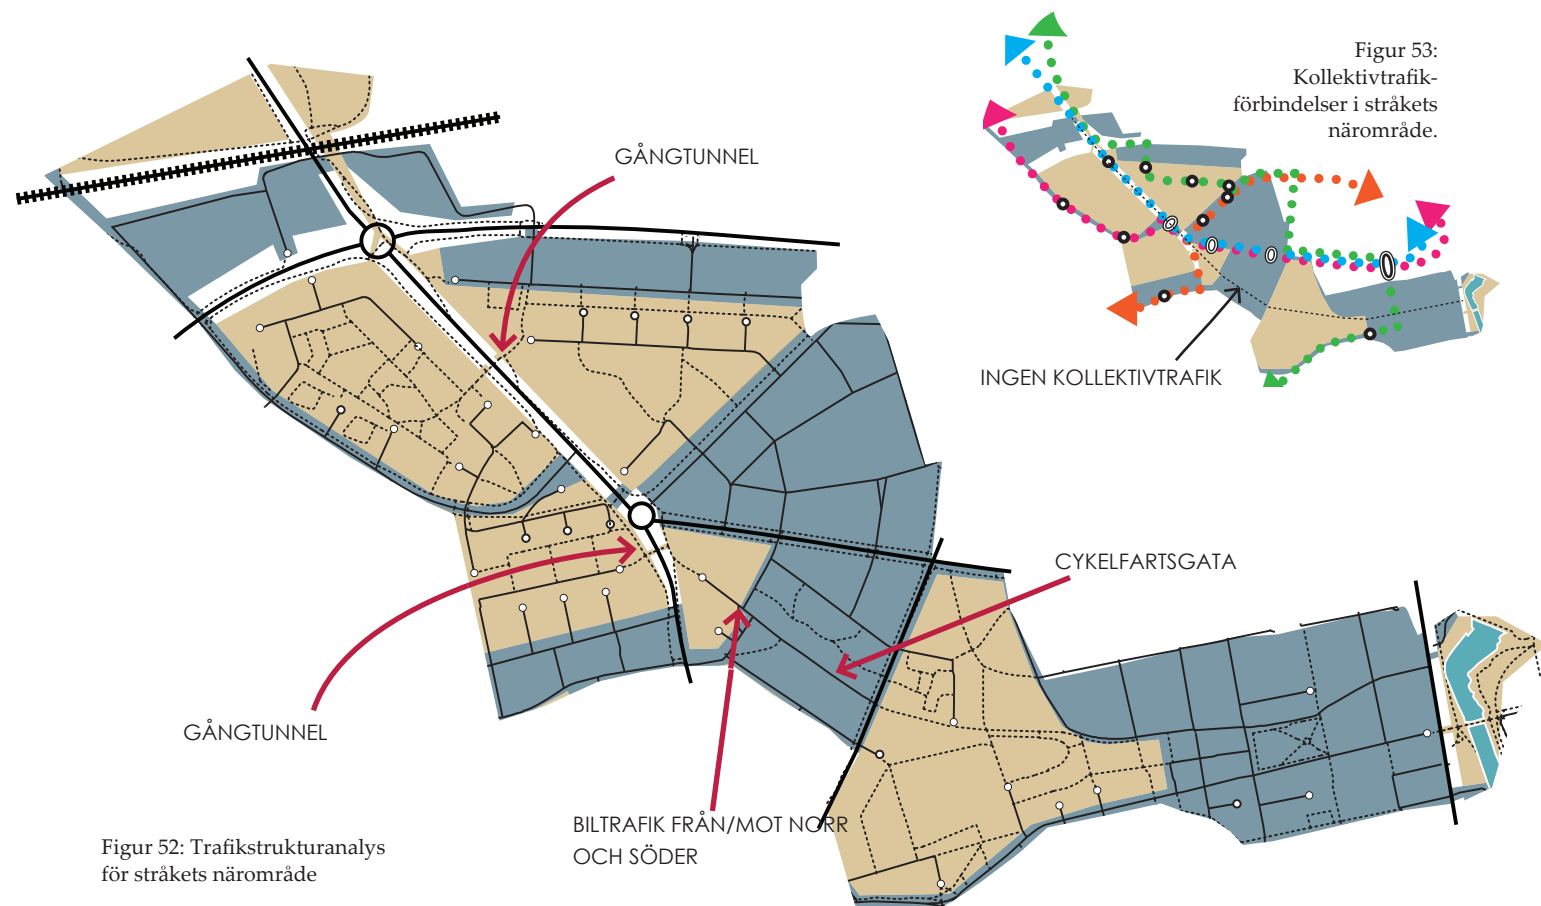 Figur 53:
Kollektivtrafik-
förbindelser i stråkets
närområde.
GÅNGTUNNEL
INGEN KOLLEKTIVTRAFIK
CYKELFARTSGATA
GÅNGTUNNEL
BILTRAFIK FRÅN/MOT NORR
OCH SÖDER
Figur 52: Trafikstrukturanalys
för stråkets närområde